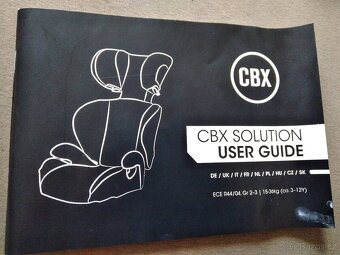 CBX
CBX SOLUTION
USER GUIDE
DE / UK / IT / FR / NL / PL / HU / CZ / SK
ECE R44/04, Gr 2-3 | 15-36kg (ca. 3-12Y)